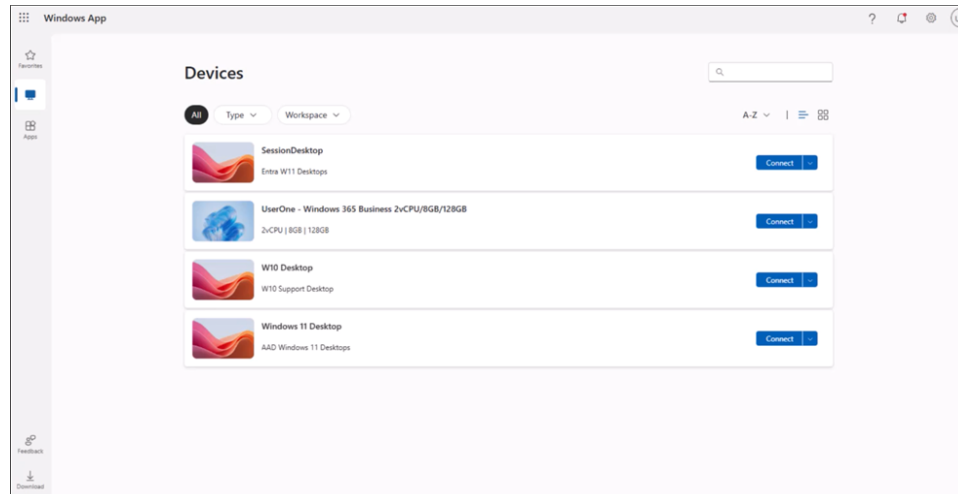 Windows App
?
Favorites
Apps
Devices
All Type Workspace
A-Z |
SessionDesktop
Entra W11 Desktops
Connect
UserOne - Windows 365 Business 2vCPU/8GB/128GB
2vCPU | 8GB | 128GB
Connect
W10 Desktop
W10 Support Desktop
Connect
Windows 11 Desktop
AAD Windows 11 Desktops
Connect
Feedback
Download